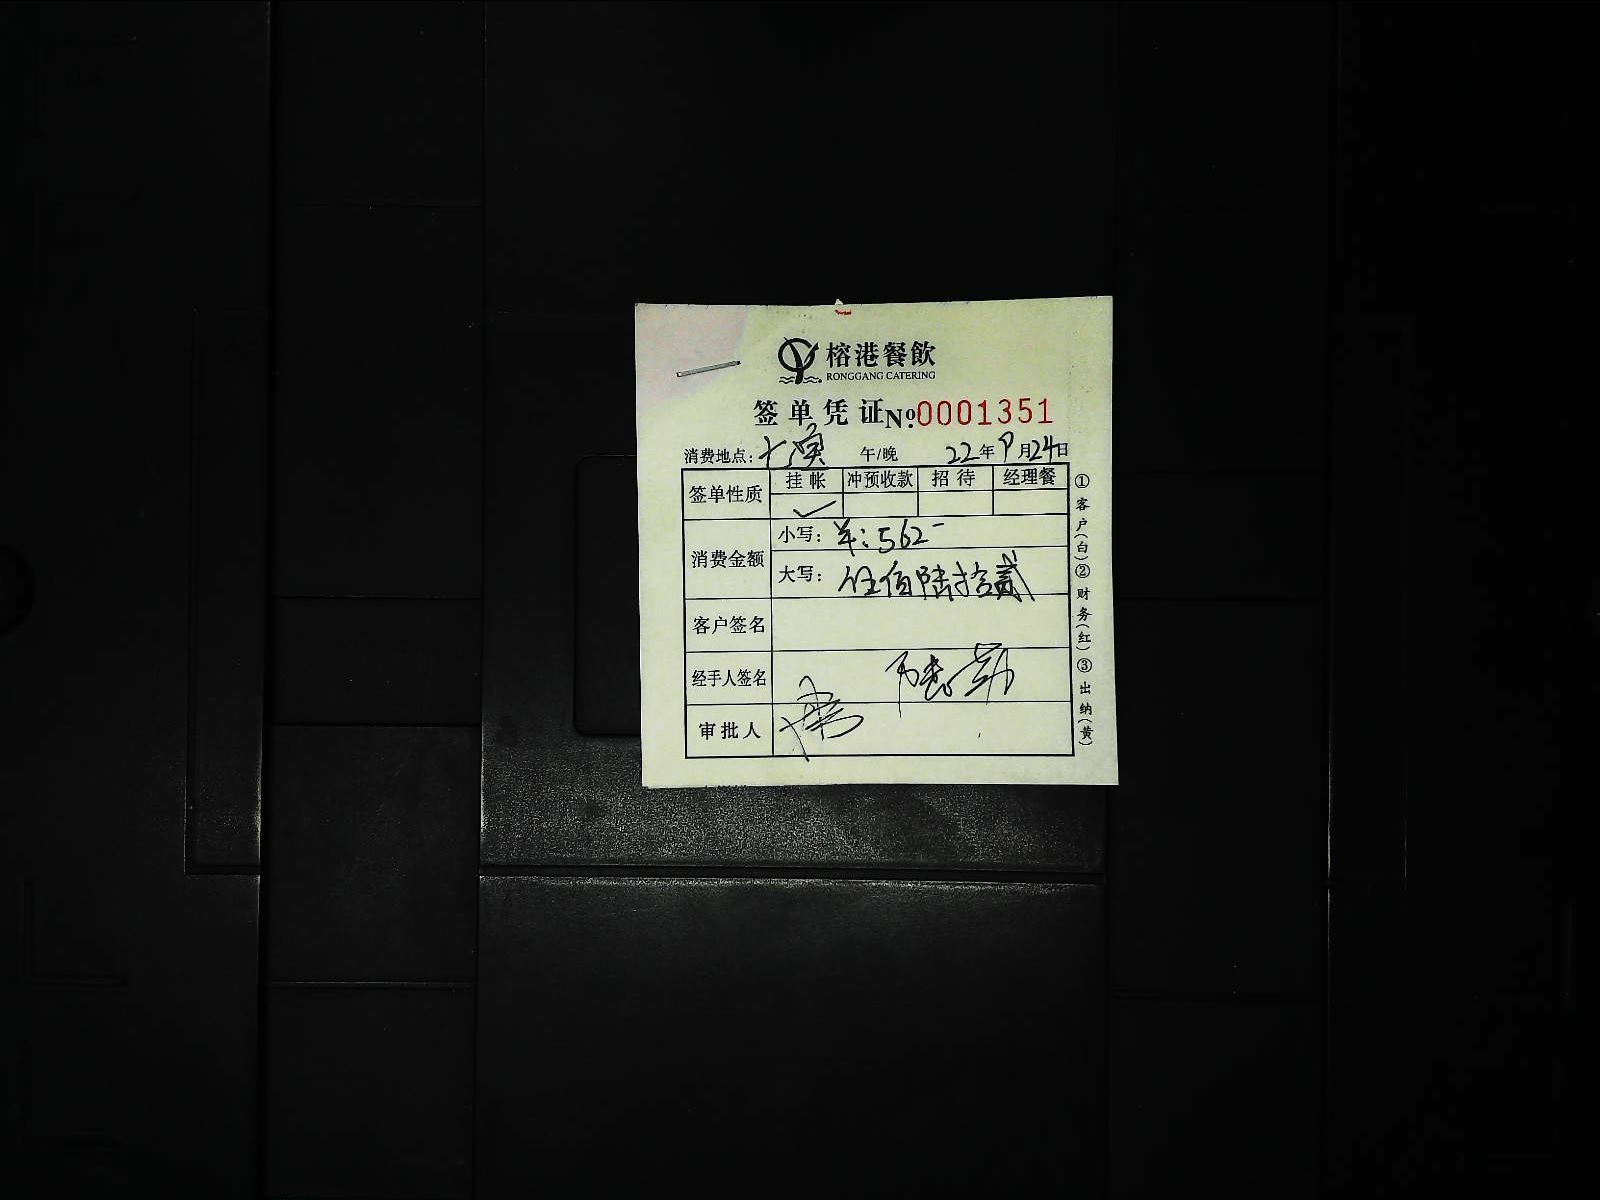 榕港餐飲
RONGGANG CATERING
签单凭证 №:0001351
消费地点: 午/晚 22年9月24日
签单性质 挂帐 冲预收款 招待 经理餐
✓
消费金额 小写: ¥:562-
大写: 伍佰陆拾贰
客户签名
经手人签名
审批人
①客户(白)②财务(红)③出纳(黄)